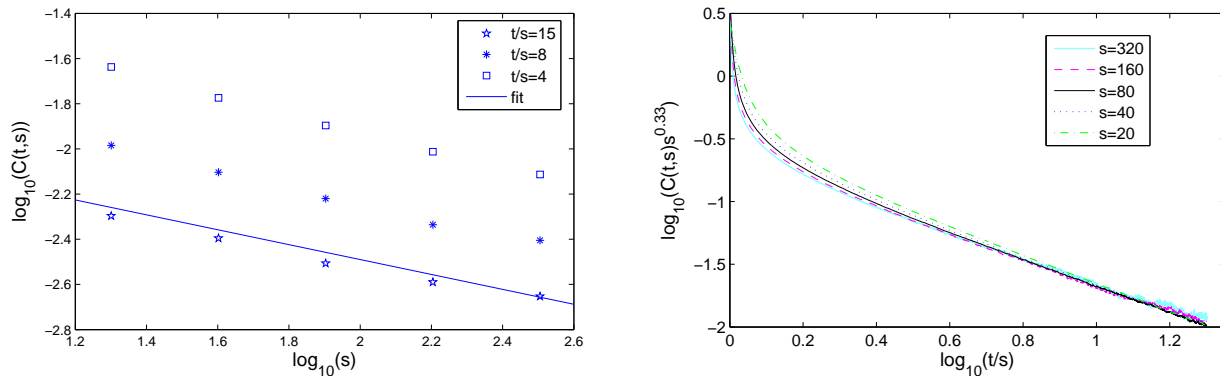 −1.4
−1.6
−1.8
−2
−2.2
−2.4
−2.6
−2.8
log10(C(t,s))
1.2 1.4 1.6 1.8 2 2.2 2.4 2.6
log10(s)
t/s=15
t/s=8
t/s=4
fit
0.5
0
−0.5
−1
−1.5
−2
log10(C(t,s)s^0.33)
0 0.2 0.4 0.6 0.8 1 1.2
log10(t/s)
s=320
s=160
s=80
s=40
s=20